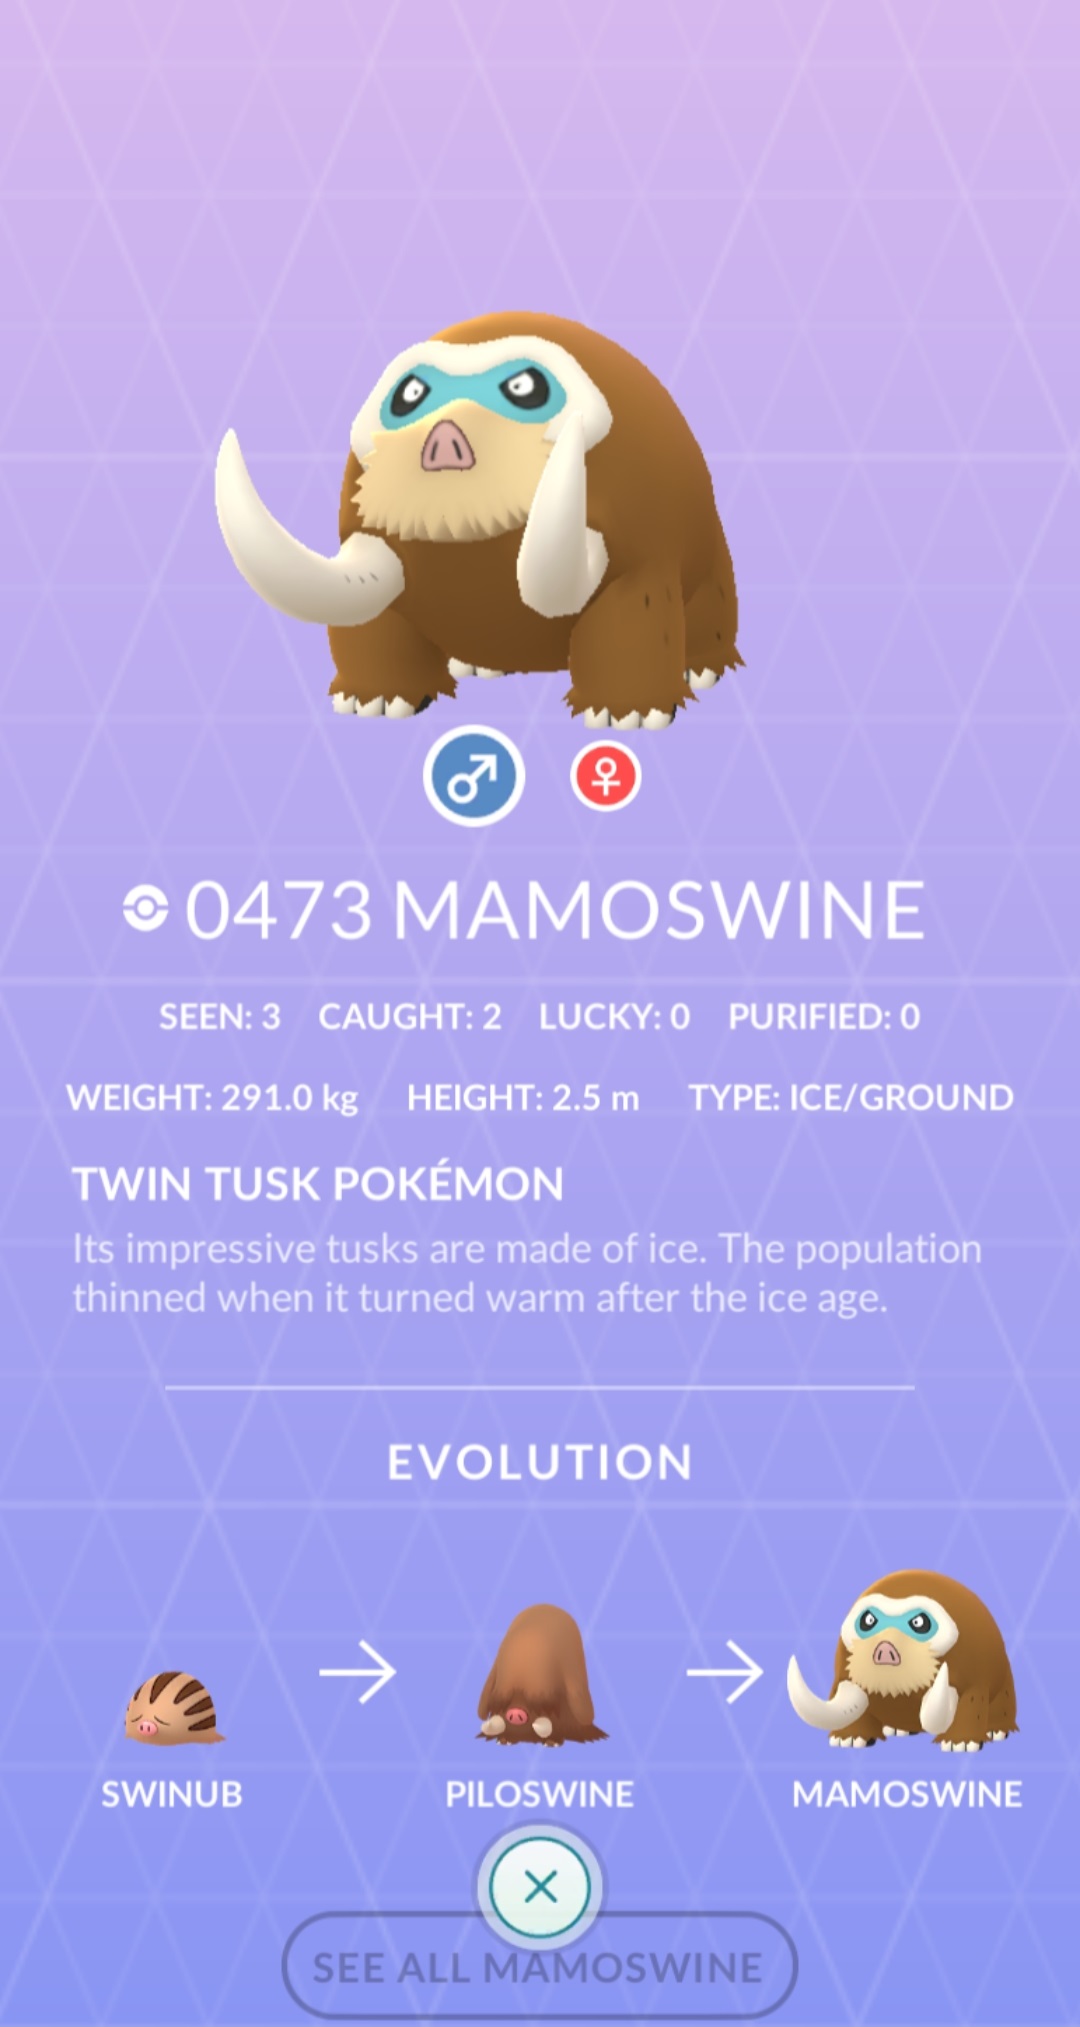 0473 MAMOSWINE
SEEN: 3 CAUGHT: 2 LUCKY: 0 PURIFIED: 0
WEIGHT: 291.0 kg HEIGHT: 2.5 m TYPE: ICE/GROUND
TWIN TUSK POKÉMON
Its impressive tusks are made of ice. The population
thinned when it turned warm after the ice age.
EVOLUTION
SWINUB PILOSWINE MAMOSWINE
SEE ALL MAMOSWINE